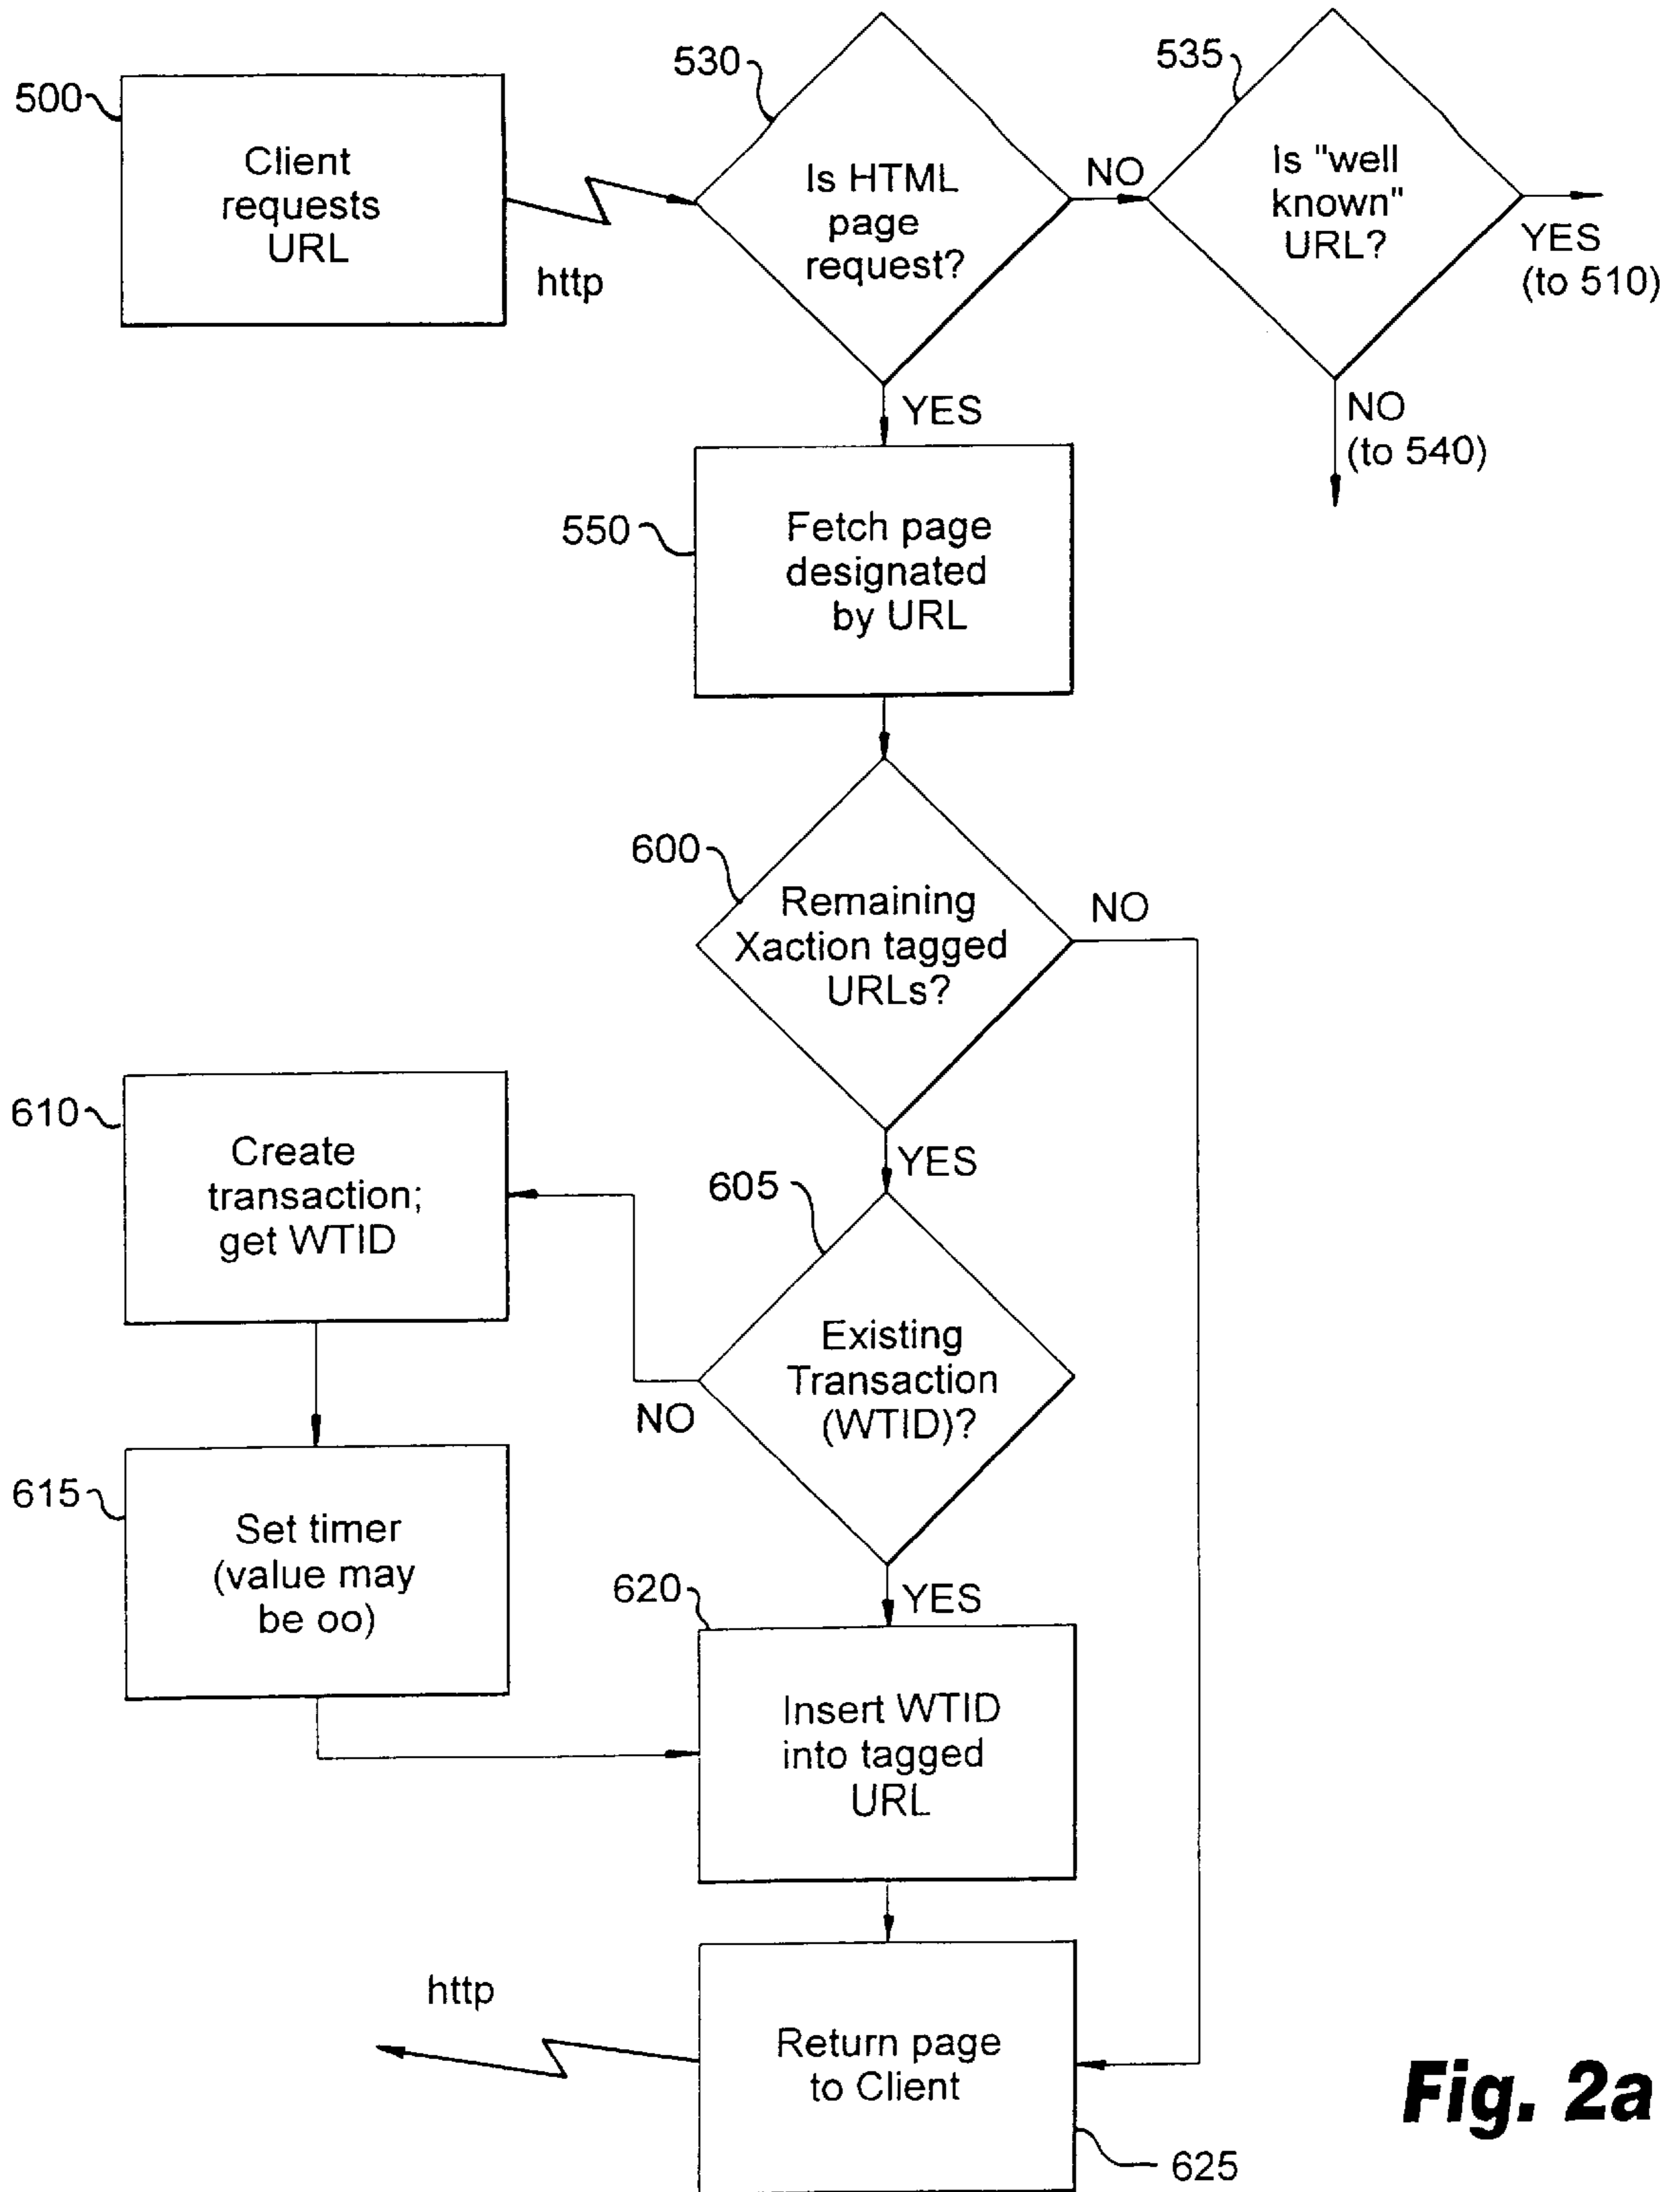 500
Client
requests
URL
http
530
Is HTML
page
request?
NO
535
Is "well
known"
URL?
YES
(to 510)
NO
(to 540)
YES
550
Fetch page
designated
by URL
600
Remaining
Xaction tagged
URLs?
NO
YES
605
Existing
Transaction
(WTID)?
NO
610
Create
transaction;
get WTID
615
Set timer
(value may
be oo)
YES
620
Insert WTID
into tagged
URL
http
Return page
to Client
625
Fig. 2a